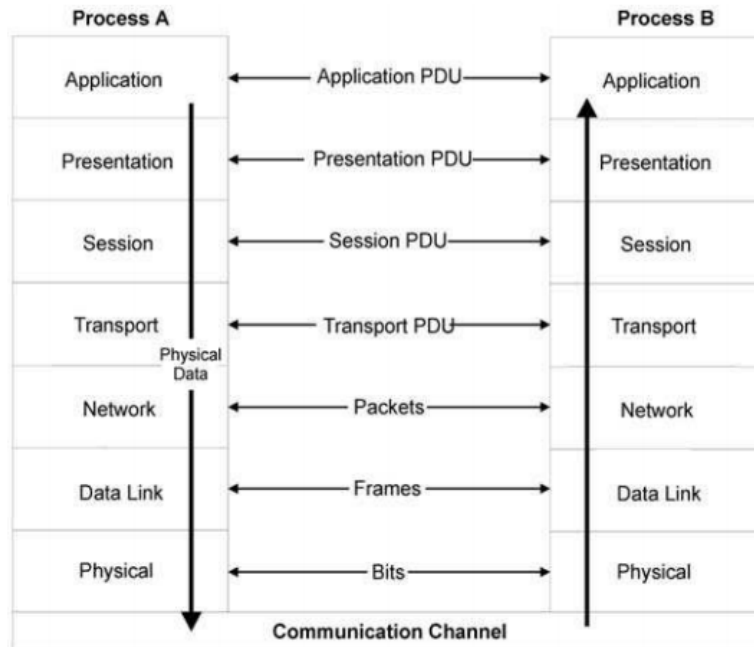 Process A
Process B
Application
Application PDU
Application
Presentation
Presentation PDU
Presentation
Session
Session PDU
Session
Transport
Transport PDU
Transport
Physical
Data
Network
Packets
Network
Data Link
Frames
Data Link
Physical
Bits
Physical
Communication Channel